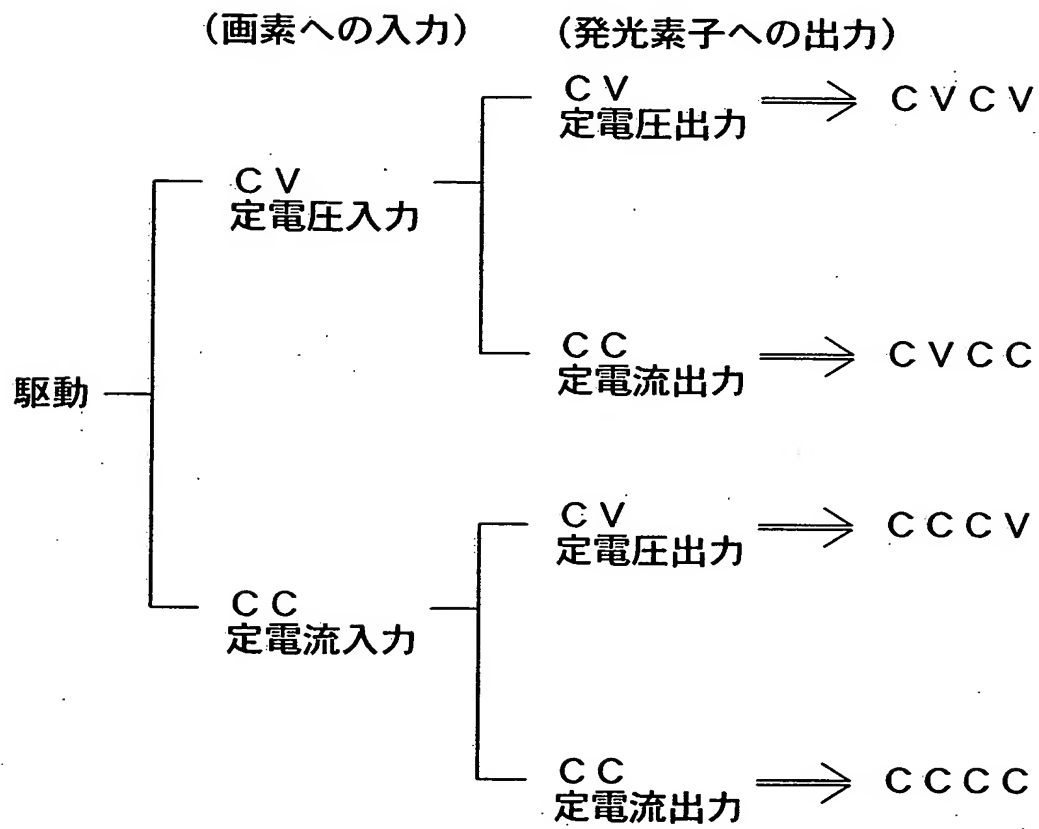 (画素への入力) (発光素子への出力)
CV
定電圧出力
⇒ CVCV
CV
定電圧入力
CC
定電流出力
⇒ CVCC
駆動
CV
定電圧出力
⇒ CCCV
CC
定電流入力
CC
定電流出力
⇒ CCCC